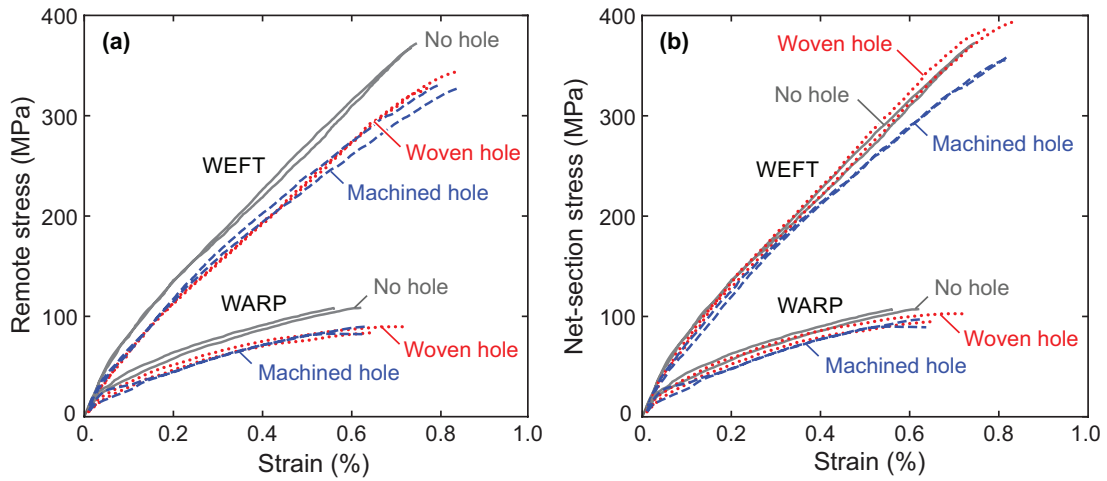 (a)
Remote stress (MPa)
400
300
200
100
0
No hole
WEFT
Woven hole
Machined hole
WARP
No hole
Woven hole
Machined hole
0.
0.2
0.4
0.6
0.8
1.0
Strain (%)
(b)
Net-section stress (MPa)
400
300
200
100
0
Woven hole
No hole
Machined hole
WEFT
WARP
No hole
Woven hole
Machined hole
0.
0.2
0.4
0.6
0.8
1.0
Strain (%)